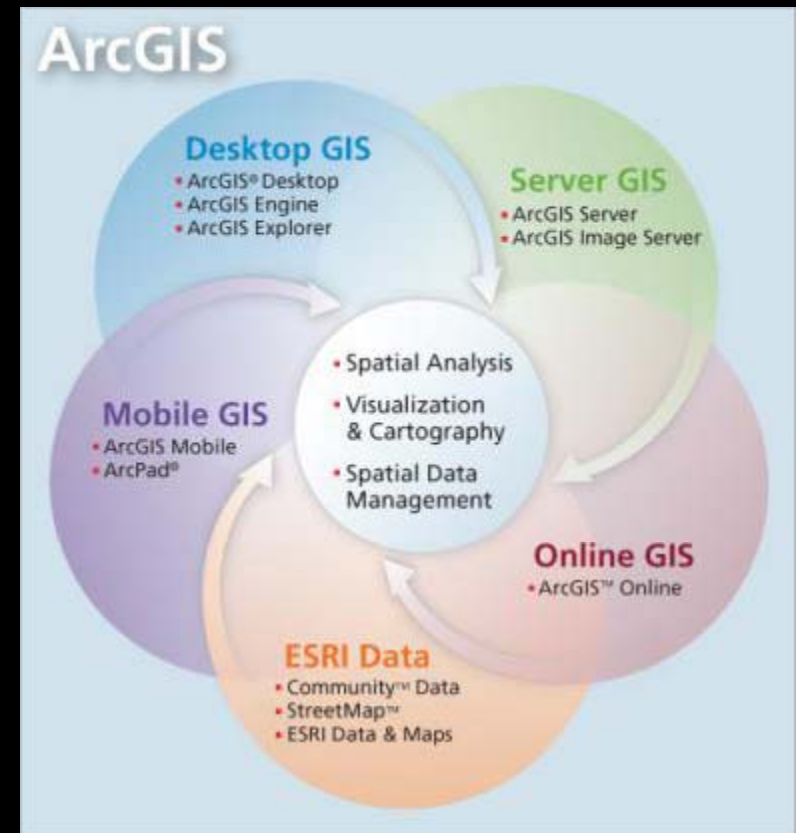 ArcGIS
Desktop GIS
• ArcGIS® Desktop
• ArcGIS Engine
• ArcGIS Explorer
Server GIS
• ArcGIS Server
• ArcGIS Image Server
• Spatial Analysis
• Visualization
& Cartography
• Spatial Data
Management
Mobile GIS
• ArcGIS Mobile
• ArcPad®
Online GIS
• ArcGIS™ Online
ESRI Data
• Community™ Data
• StreetMap™
• ESRI Data & Maps